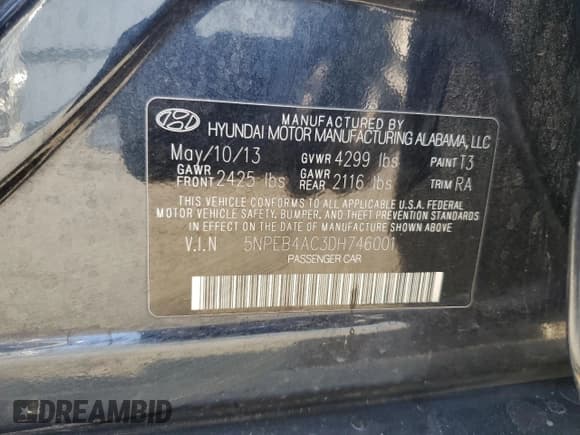 MANUFACTURED BY
HYUNDAI MOTOR MANUFACTURING ALABAMA, LLC
May/10/13 GVWR 4299 lbs PAINT T3
GAWR FRONT 2425 lbs GAWR REAR 2116 lbs TRIM RA
THIS VEHICLE CONFORMS TO ALL APPLICABLE U.S.A. FEDERAL
MOTOR VEHICLE SAFETY, BUMPER, AND THEFT PREVENTION STANDARDS
IN EFFECT ON THE DATE OF MANUFACTURE SHOWN ABOVE
V.I.N 5NPEB4AC3DH746001
PASSENGER CAR
DREAMBID